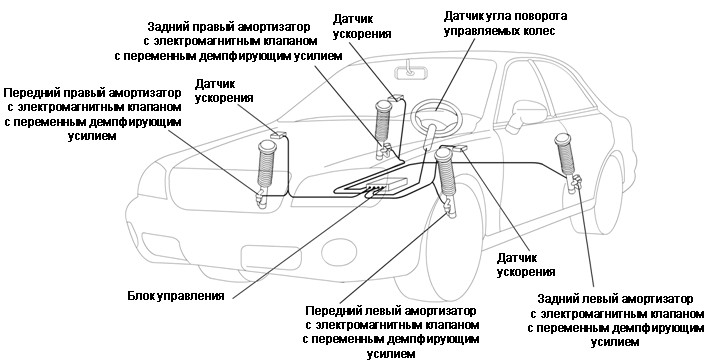 Задний правый амортизатор
с электромагнитным клапаном
с переменным демпфирующим усилием
Датчик
ускорения
Датчик угла поворота
управляемых колес
Передний правый амортизатор
с электромагнитным клапаном
с переменным демпфирующим
усилием
Датчик
ускорения
Датчик
ускорения
Блок управления
Передний левый амортизатор
с электромагнитным клапаном
с переменным демпфирующим
усилием
Задний левый амортизатор
с электромагнитным клапаном
с переменным демпфирующим
усилием